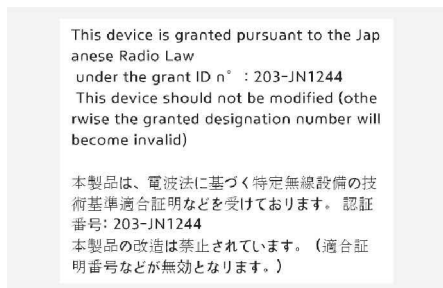 This device is granted pursuant to the Jap
anese Radio Law
under the grant ID n° : 203-JN1244
This device should not be modified (othe
rwise the granted designation number will
become invalid)
本製品は、電波法に基づく特定無線設備の技
術基準適合証明などを受けております。 認証
番号: 203-JN1244
本製品の改造は禁止されています。 (適合証
明番号などが無効となります。)